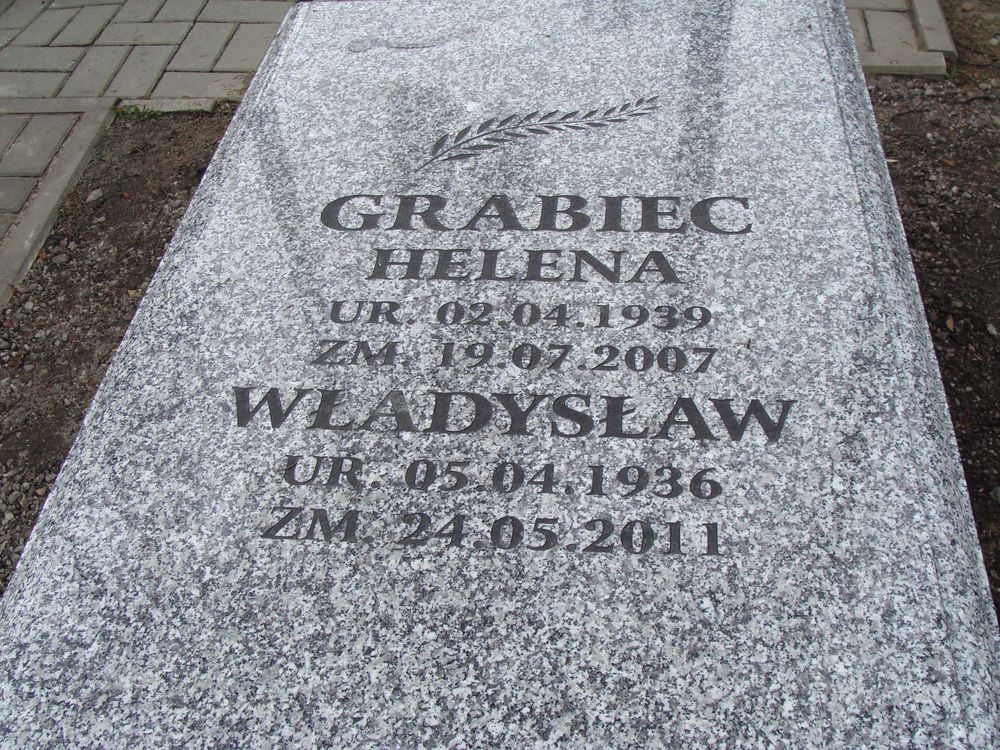 GRABIEC
HELENA
UR. 02.04.1939
ZM. 19.07.2007
WŁADYSŁAW
UR. 05.04.1936
ZM. 24.05.2011